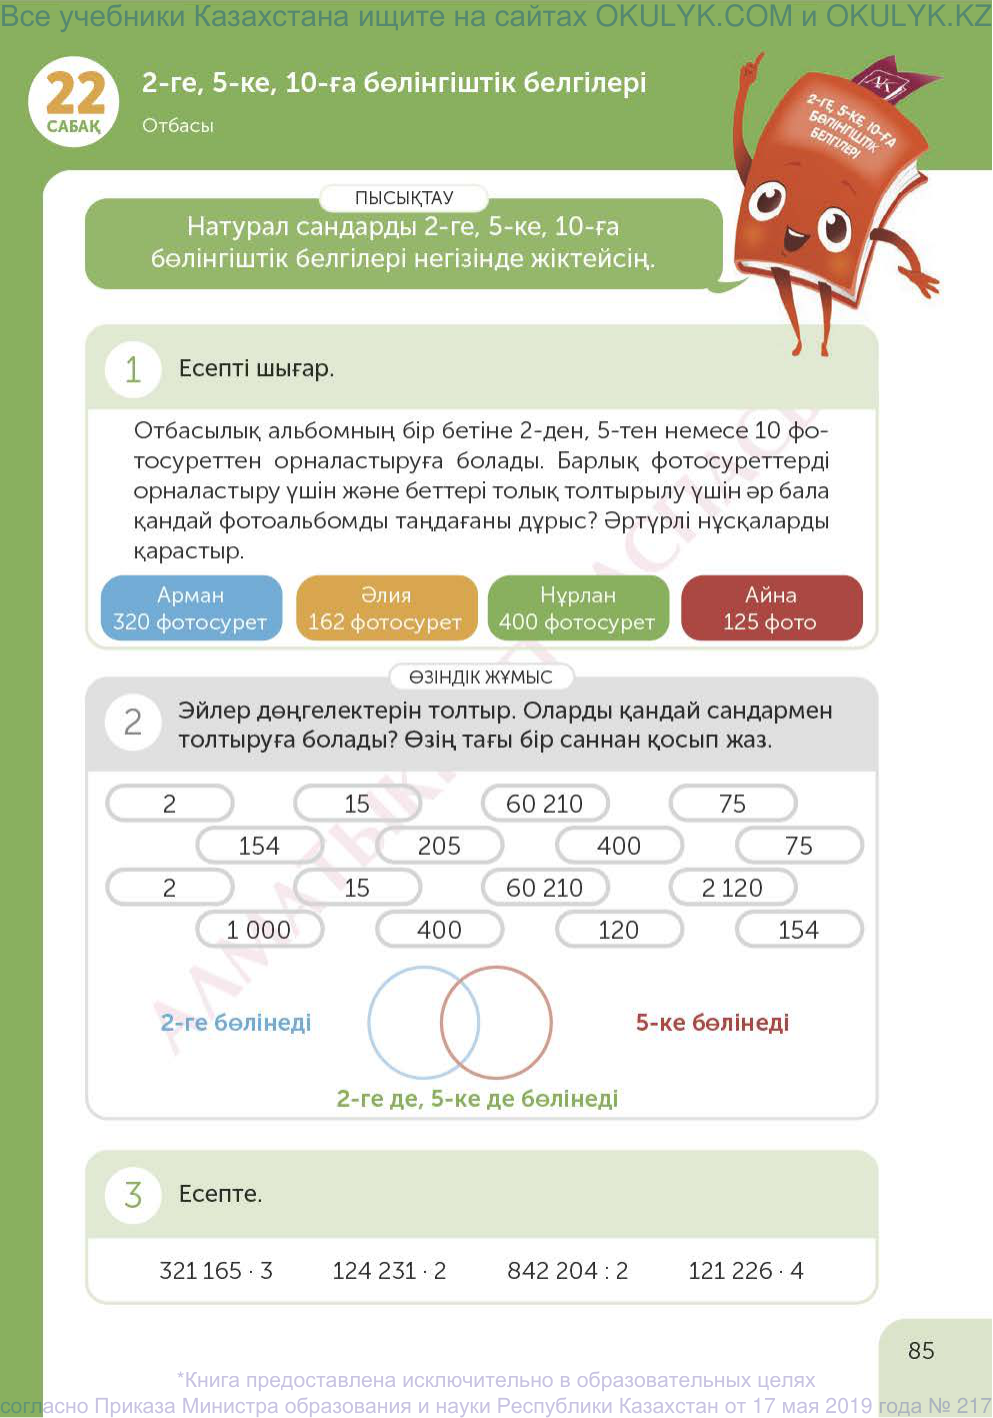 Все учебники Казахстана ищите на сайтах OKULYK.COM и OKULYK.KZ
22
САБАҚ
2-ге, 5-ке, 10-ға бөлінгіштік белгілері
Отбасы
2-ГЕ, 5-КЕ, 10-ҒА
БӨЛІНГІШТІК
БЕЛГІЛЕРІ
ПЫСЫҚТАУ
Натурал сандарды 2-ге, 5-ке, 10-ға
бөлінгіштік белгілері негізінде жіктейсің.
1
Есепті шығар.
Отбасылық альбомның бір бетіне 2-ден, 5-тен немесе 10 фо-
тосуреттен орналастыруға болады. Барлық фотосуреттерді
орналастыру үшін және беттері толық толтырылу үшін әр бала
қандай фотоальбомды таңдағаны дұрыс? Әртүрлі нұсқаларды
қарастыр.
Арман Әлия Нұрлан Айна
320 фотосурет 162 фотосурет 400 фотосурет 125 фото
ӨЗІНДІК ЖҰМЫС
2
Эйлер дөңгелектерін толтыр. Оларды қандай сандармен
толтыруға болады? Өзің тағы бір саннан қосып жаз.
2 15 60 210 75
154 205 400 75
2 15 60 210 2 120
1 000 400 120 154
2-ге бөлінеді 5-ке бөлінеді
2-ге де, 5-ке де бөлінеді
3
Есепте.
321 165 · 3 124 231 · 2 842 204 : 2 121 226 · 4
85
*Книга предоставлена исключительно в образовательных целях
согласно Приказа Министра образования и науки Республики Казахстан от 17 мая 2019 года № 217